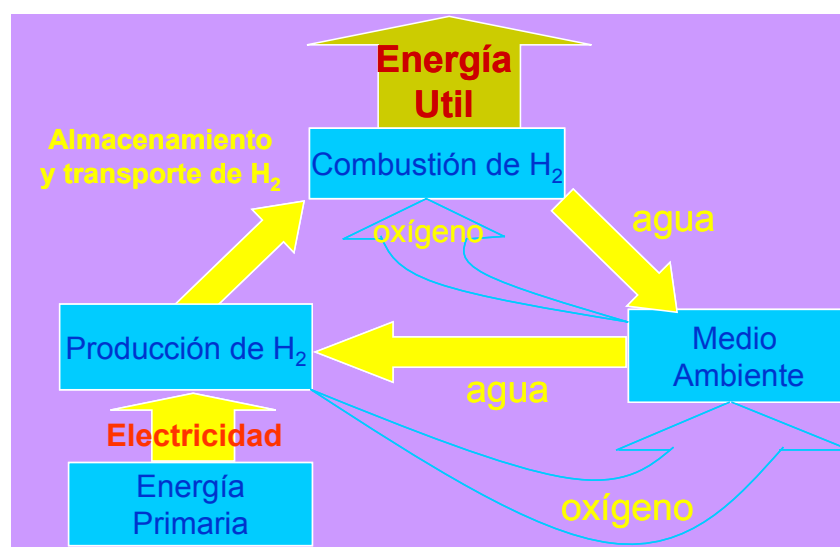 Energía
Util
Almacenamiento
y transporte de H₂
Combustión de H₂
agua
oxígeno
Producción de H₂
Medio
Ambiente
agua
Electricidad
Energía
Primaria
oxígeno